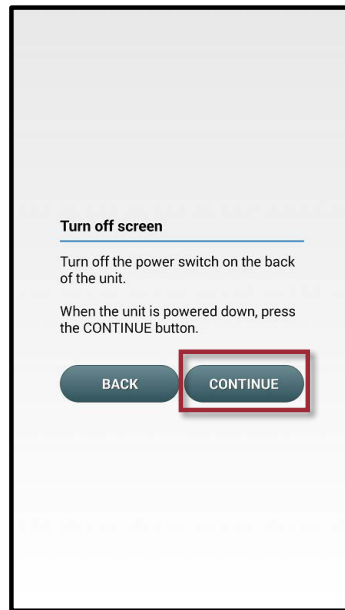 Turn off screen
Turn off the power switch on the back
of the unit.
When the unit is powered down, press
the CONTINUE button.
BACK CONTINUE